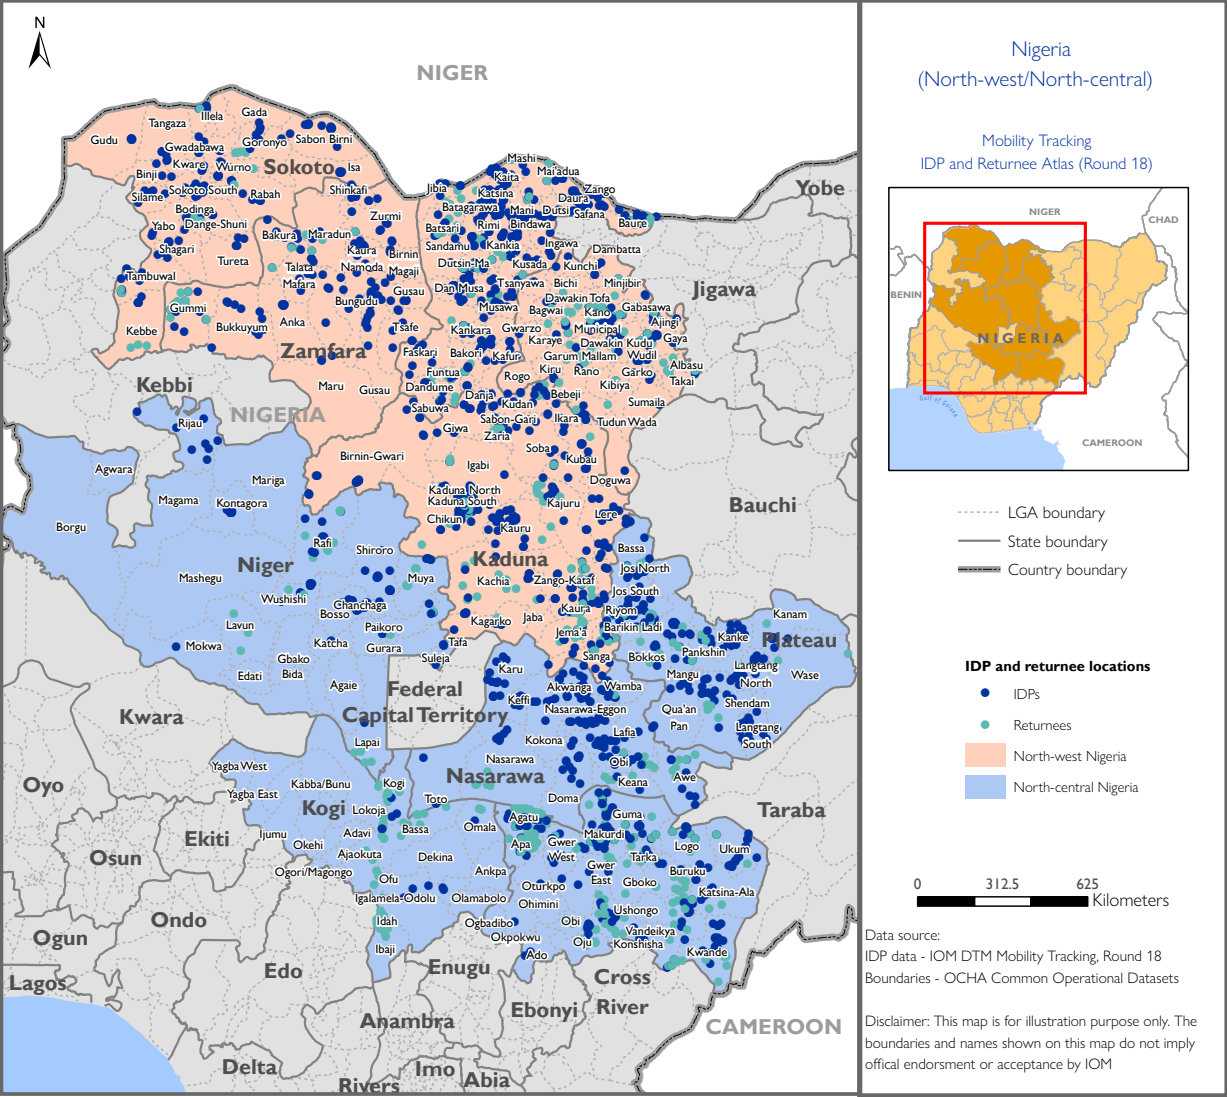 N
NIGER
Illela
Gada
Tangaza
Gudu
Goronyo
Sabon Birni
Gwadabawa
Kware
Wurno
Sokoto
Isa
Binji
Silame
Sokoto South
Rabah
Shinkafi
Bodinga
Yabo
Dange-Shuni
Zurmi
Shagari
Bakura
Maradun
Kaura
Namoda
Birnin
Magaji
Tureta
Talata
Mafara
Tambuwal
Gummi
Bungudu
Gusau
Bukkuyum
Anka
Tsafe
Kebbe
Zamfara
Maru
Gusau
Kebbi
NIGERIA
Mashi
Kaita
Mai'adua
Jibia
Katsina
Zango
Daura
Batagarawa
Mani
Dutsi
Safana
Baure
Batsari
Rimi
Bindawa
Sandamu
Kankia
Ingawa
Dambatta
Dutsin-Ma
Kusada
Kunchi
Dan Musa
Tsanyawa
Bichi
Minjibir
Musawa
Dawakin Tofa
Bagwai
Kano
Municipal
Gabasawa
Ajingi
Kankara
Gwarzo
Karaye
Dawakin Kudu
Gaya
Faskari
Bakori
Kafur
Garum Mallam
Wudil
Funtua
Kiru
Rano
Garko
Albasu
Dandume
Rogo
Kibiya
Takai
Danja
Bebeji
Sabuwa
Kudan
Sumaila
Sabon-Gari
Ikara
Tudun Wada
Giwa
Zaria
Yobe
Jigawa
Bauchi
Rijau
Agwara
Mariga
Magama
Kontagora
Borgu
Rafi
Shiroro
Niger
Mashegu
Muya
Wushishi
Chanchaga
Bosso
Lavun
Paikoro
Mokwa
Katcha
Gurara
Gbako
Bida
Edati
Agaie
Tafa
Suleja
Lapai
Birnin-Gwari
Igabi
Soba
Kubau
Doguwa
Kaduna North
Kaduna South
Kajuru
Chikun
Kauru
Lere
Kaduna
Kachia
Zango-Kataf
Kaura
Kagarko
Jaba
Jema'a
Sanga
Bassa
Jos North
Jos South
Riyom
Barikin Ladi
Kanam
Kanke
Plateau
Bokkos
Pankshin
Mangu
Langtang
North
Wase
Qua'an
Pan
Shendam
Langtang
South
Federal
Capital Territory
Karu
Keffi
Akwanga
Wamba
Nasarawa-Eggon
Kokona
Lafia
Nasarawa
Obi
Keana
Awe
Nasarawa
Toto
Doma
Kwara
Oyo
Ekiti
Osun
Ondo
Ogun
Lagos
Edo
Delta
Taraba
Yagba West
Kabba/Bunu
Kogi
Yagba East
Kogi
Lokoja
Ijumu
Adavi
Bassa
Omala
Okehi
Ajaokuta
Dekina
Ogori/Magongo
Ofu
Ankpa
Igalamela-Odolu
Olamaboro
Idah
Ibaji
Agatu
Apa
Gwer
West
Makurdi
Guma
Logo
Ukum
Gwer
East
Tarka
Buruku
Oturkpo
Gboko
Katsina-Ala
Ohimini
Ogbadibo
Obi
Ushongo
Okpokwu
Oju
Vandeikya
Konshisha
Kwande
Ado
Enugu
Cross
River
Ebonyi
Anambra
Imo
Abia
Rivers
CAMEROON
Nigeria
(North-west/North-central)
Mobility Tracking
IDP and Returnee Atlas (Round 18)
NIGER
CHAD
BENIN
NIGERIA
Gulf of Guinea
CAMEROON
LGA boundary
State boundary
Country boundary
IDP and returnee locations
IDPs
Returnees
North-west Nigeria
North-central Nigeria
0 312.5 625
Kilometers
Data source:
IDP data - IOM DTM Mobility Tracking, Round 18
Boundaries - OCHA Common Operational Datasets
Disclaimer: This map is for illustration purpose only. The
boundaries and names shown on this map do not imply
offical endorsment or acceptance by IOM